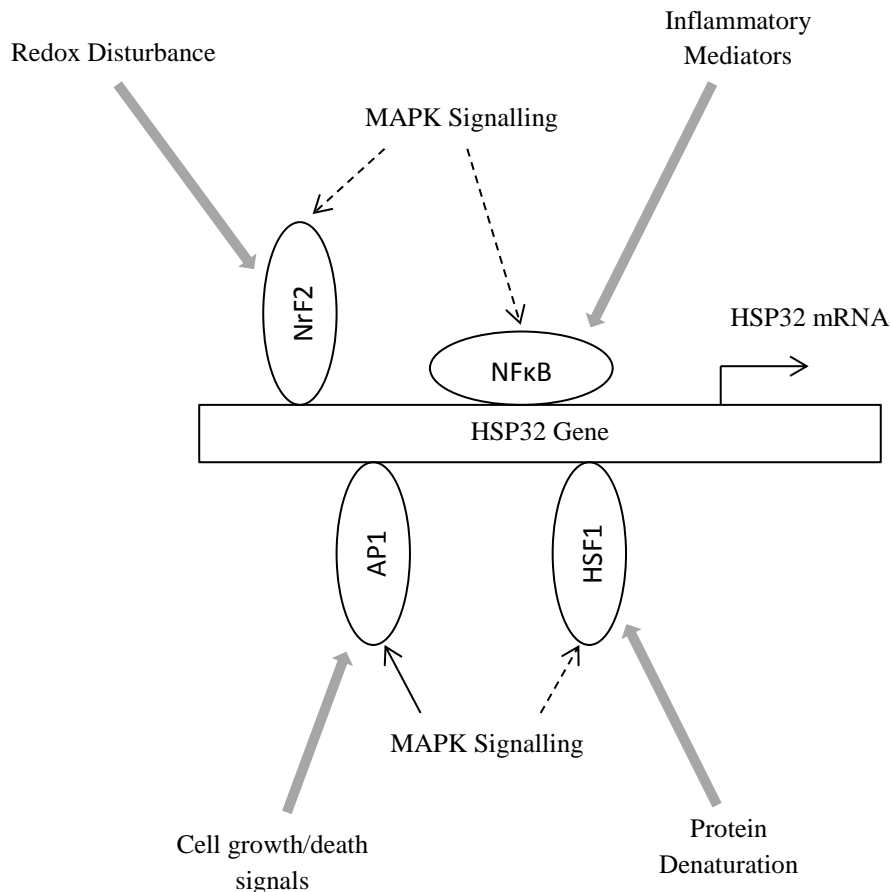 Inflammatory
Mediators
Redox Disturbance
MAPK Signalling
NrF2
HSP32 mRNA
NFκB
HSP32 Gene
AP1
HSF1
MAPK Signalling
Cell growth/death
signals
Protein
Denaturation